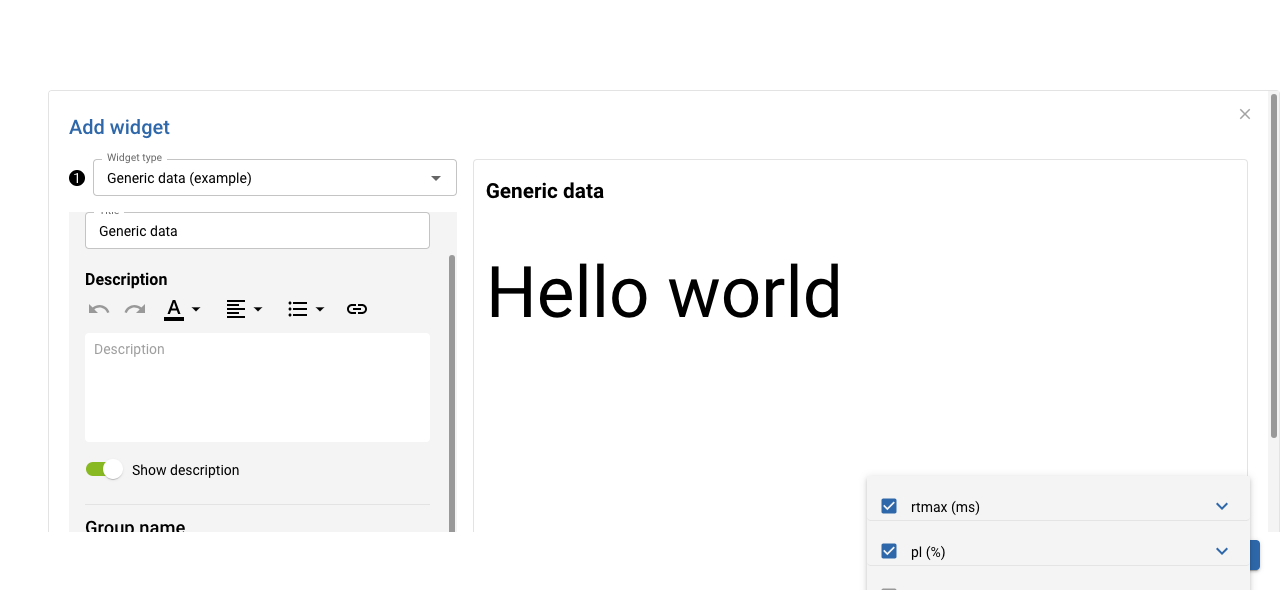 Add widget
Widget type
1
Generic data (example)
Title
Generic data
Description
Description
Show description
Group name
Generic data
Hello world
rtmax (ms)
pl (%)